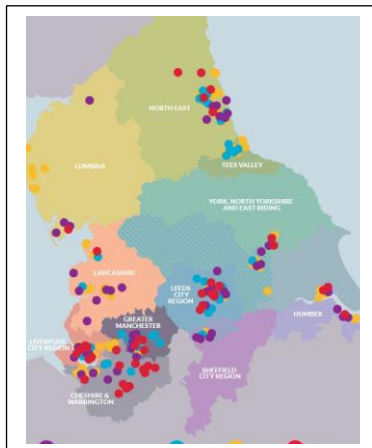 NORTH EAST
CUMBRIA
TEES VALLEY
YORK, NORTH YORKSHIRE
AND EAST RIDING
LANCASHIRE
LEEDS
CITY REGION
HUMBER
GREATER
MANCHESTER
LIVERPOOL
CITY REGION
SHEFFIELD
CITY REGION
CHESHIRE &
WARRINGTON